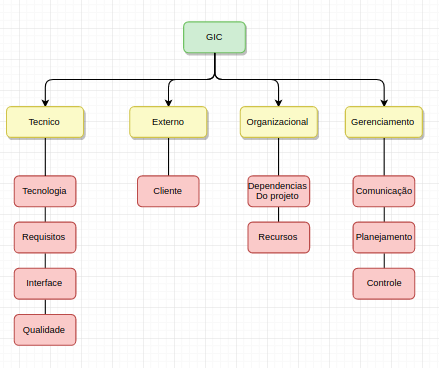 GIC
Tecnico
Externo
Organizacional
Gerenciamento
Tecnologia
Cliente
Dependencias
Do projeto
Comunicação
Requisitos
Recursos
Planejamento
Interface
Controle
Qualidade